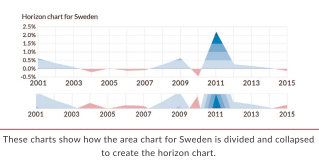 Horizon chart for Sweden
2.5%
2.0%
1.5%
1.0%
0.5%
0.0%
-0.5%
2001 2003 2005 2007 2009 2011 2013 2015
2001 2003 2005 2007 2009 2011 2013 2015
These charts show how the area chart for Sweden is divided and collapsed
to create the horizon chart.